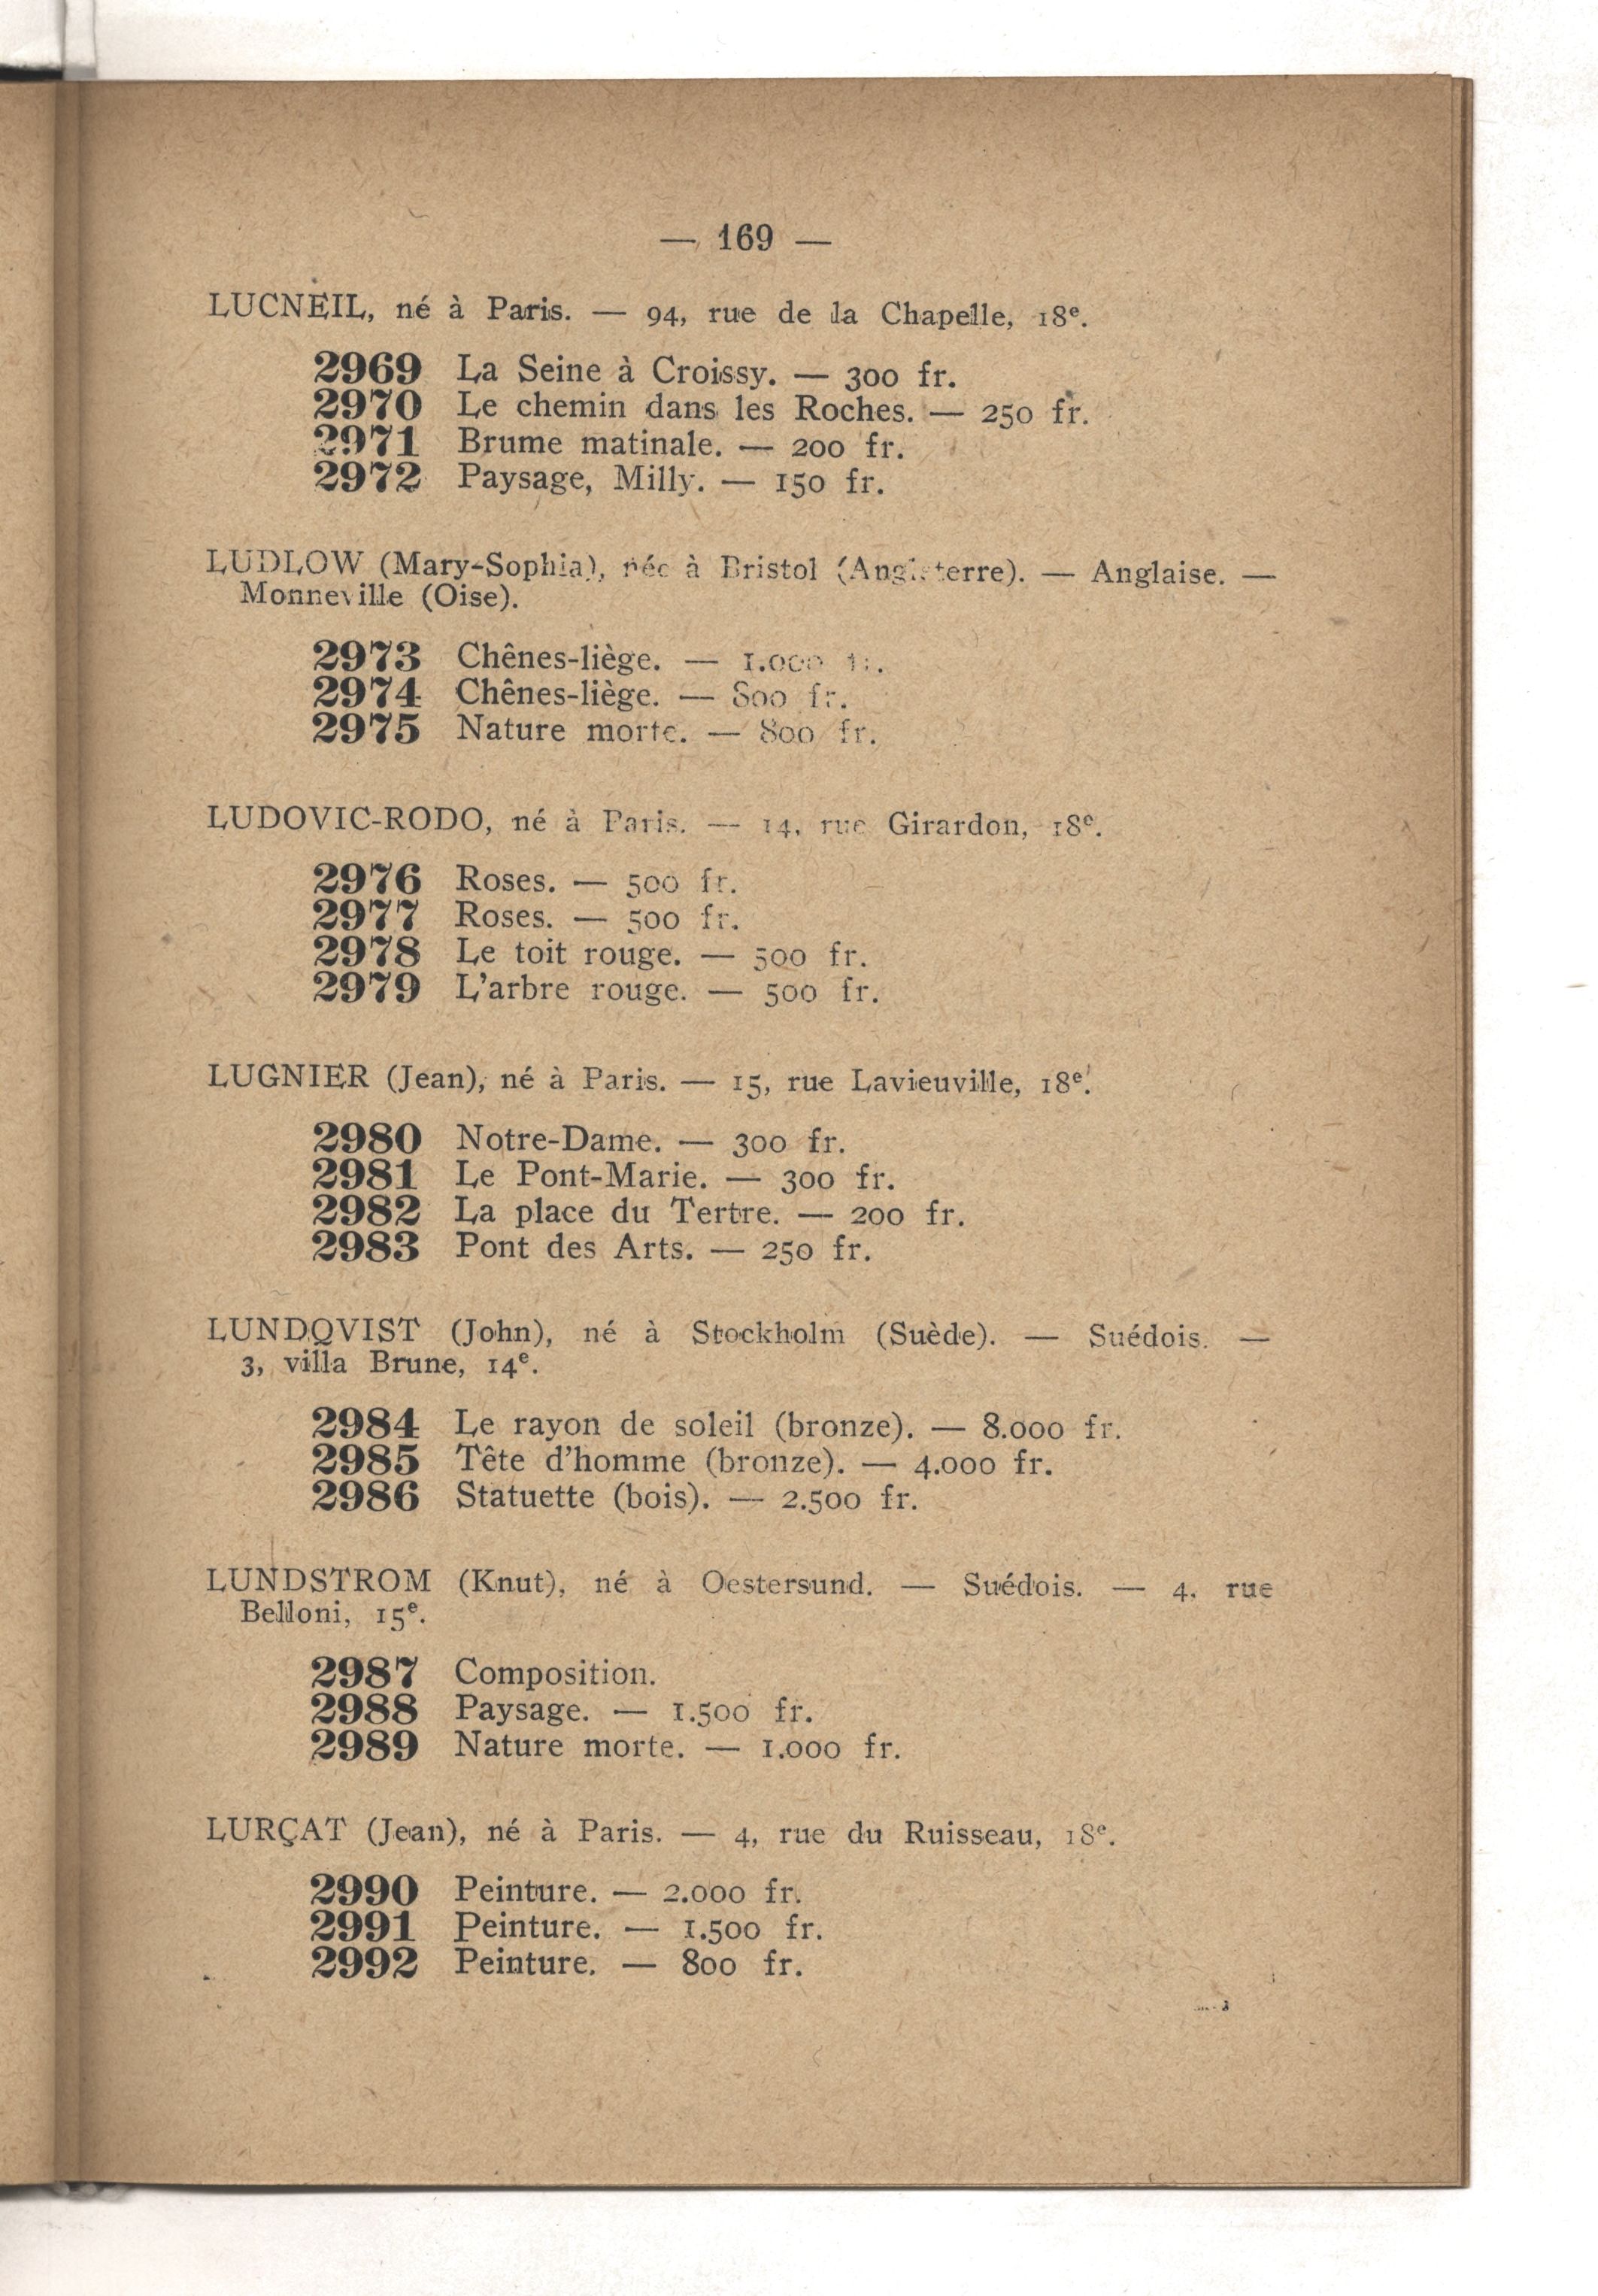 — 169 —
LUCNEIL, né à Paris. — 94, rue de la Chapelle, 18e.
2969 La Seine à Croissy. — 300 fr.
2970 Le chemin dans les Roches. — 250 fr.
2971 Brume matinale. — 200 fr.
2972 Paysage, Milly. — 150 fr.
LUDLOW (Mary-Sophia), née à Bristol (Angleterre). — Anglaise. —
Monneville (Oise).
2973 Chênes-liège. — 1.000 fr.
2974 Chênes-liège. — 800 fr.
2975 Nature morte. — 800 fr.
LUDOVIC-RODO, né à Paris. — 14, rue Girardon, 18e.
2976 Roses. — 500 fr.
2977 Roses. — 500 fr.
2978 Le toit rouge. — 500 fr.
2979 L'arbre rouge. — 500 fr.
LUGNIER (Jean), né à Paris. — 15, rue Lavieuville, 18e.
2980 Notre-Dame. — 300 fr.
2981 Le Pont-Marie. — 300 fr.
2982 La place du Tertre. — 200 fr.
2983 Pont des Arts. — 250 fr.
LUNDQVIST (John), né à Stockholm (Suède). — Suédois. —
3, villa Brune, 14e.
2984 Le rayon de soleil (bronze). — 8.000 fr.
2985 Tête d'homme (bronze). — 4.000 fr.
2986 Statuette (bois). — 2.500 fr.
LUNDSTROM (Knut), né à Oestersund. — Suédois. — 4, rue
Belloni, 15e.
2987 Composition.
2988 Paysage. — 1.500 fr.
2989 Nature morte. — 1.000 fr.
LURÇAT (Jean), né à Paris. — 4, rue du Ruisseau, 18e.
2990 Peinture. — 2.000 fr.
2991 Peinture. — 1.500 fr.
2992 Peinture. — 800 fr.